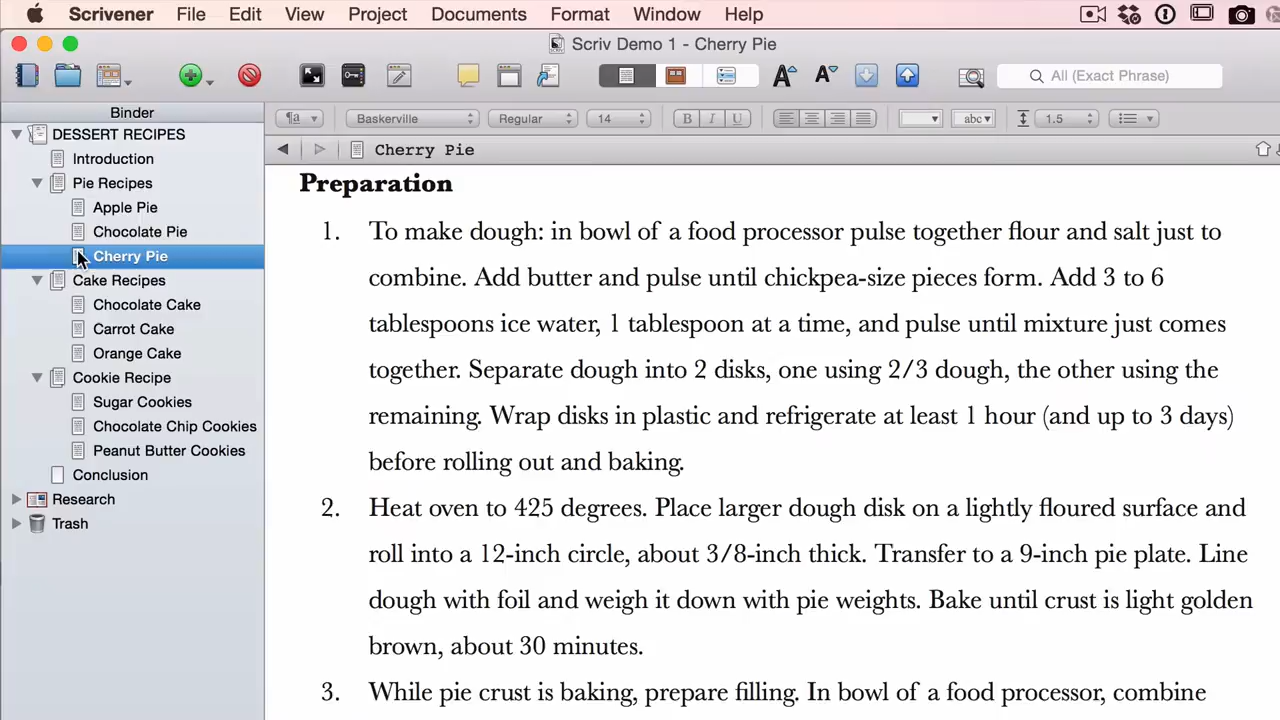 Scrivener File Edit View Project Documents Format Window Help
Scriv Demo 1 - Cherry Pie
All (Exact Phrase)
Binder
¶a Baskerville Regular 14 B I U abc 1.5
DESSERT RECIPES
Introduction
Pie Recipes
Apple Pie
Chocolate Pie
Cherry Pie
Cake Recipes
Chocolate Cake
Carrot Cake
Orange Cake
Cookie Recipe
Sugar Cookies
Chocolate Chip Cookies
Peanut Butter Cookies
Conclusion
Research
Trash
Cherry Pie
Preparation
1. To make dough: in bowl of a food processor pulse together flour and salt just to
combine. Add butter and pulse until chickpea-size pieces form. Add 3 to 6
tablespoons ice water, 1 tablespoon at a time, and pulse until mixture just comes
together. Separate dough into 2 disks, one using 2/3 dough, the other using the
remaining. Wrap disks in plastic and refrigerate at least 1 hour (and up to 3 days)
before rolling out and baking.
2. Heat oven to 425 degrees. Place larger dough disk on a lightly floured surface and
roll into a 12-inch circle, about 3/8-inch thick. Transfer to a 9-inch pie plate. Line
dough with foil and weigh it down with pie weights. Bake until crust is light golden
brown, about 30 minutes.
3. While pie crust is baking, prepare filling. In bowl of a food processor, combine